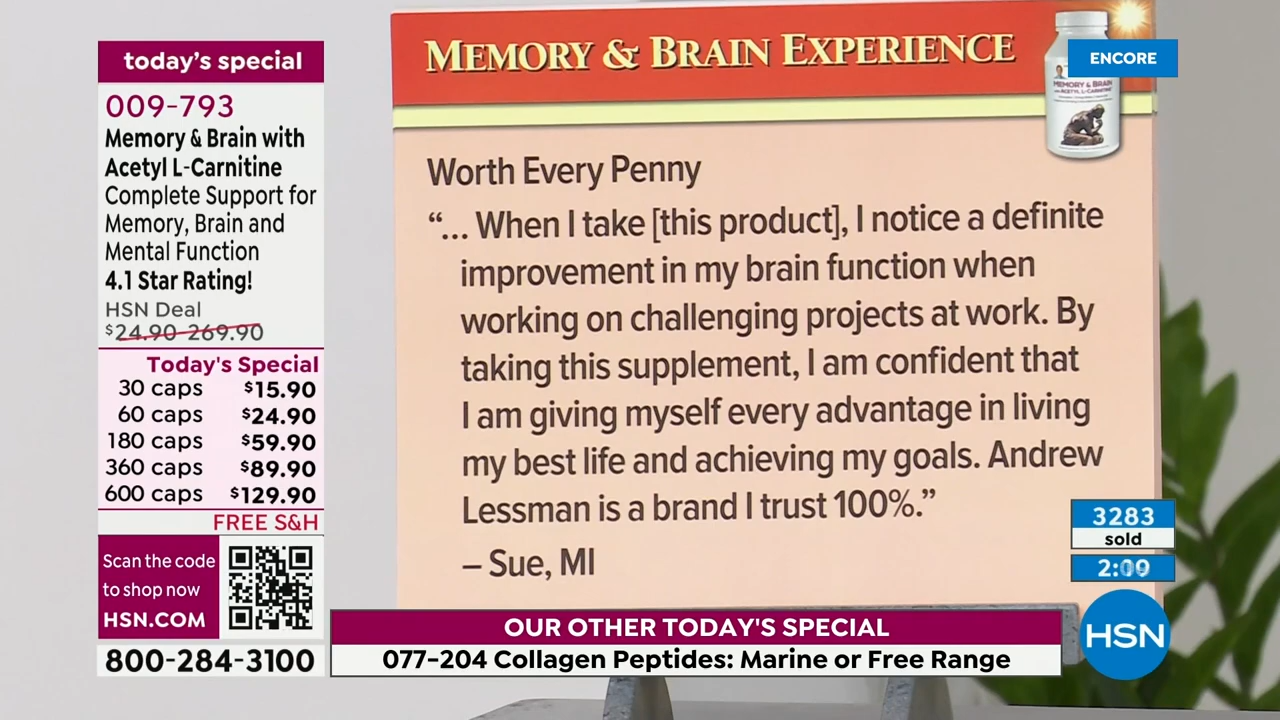 today's special
009-793
Memory & Brain with
Acetyl L-Carnitine
Complete Support for
Memory, Brain and
Mental Function
4.1 Star Rating!
HSN Deal
$24.90-269.90
Today's Special
30 caps $15.90
60 caps $24.90
180 caps $59.90
360 caps $89.90
600 caps $129.90
FREE S&H
Scan the code
to shop now
HSN.COM
800-284-3100
MEMORY & BRAIN EXPERIENCE
MEMORY & BRAIN
ACETYL L-CARNITINE
ENCORE
Worth Every Penny
“... When I take [this product], I notice a definite
improvement in my brain function when
working on challenging projects at work. By
taking this supplement, I am confident that
I am giving myself every advantage in living
my best life and achieving my goals. Andrew
Lessman is a brand I trust 100%.”
– Sue, MI
3283
sold
OUR OTHER TODAY'S SPECIAL
077-204 Collagen Peptides: Marine or Free Range
HSN